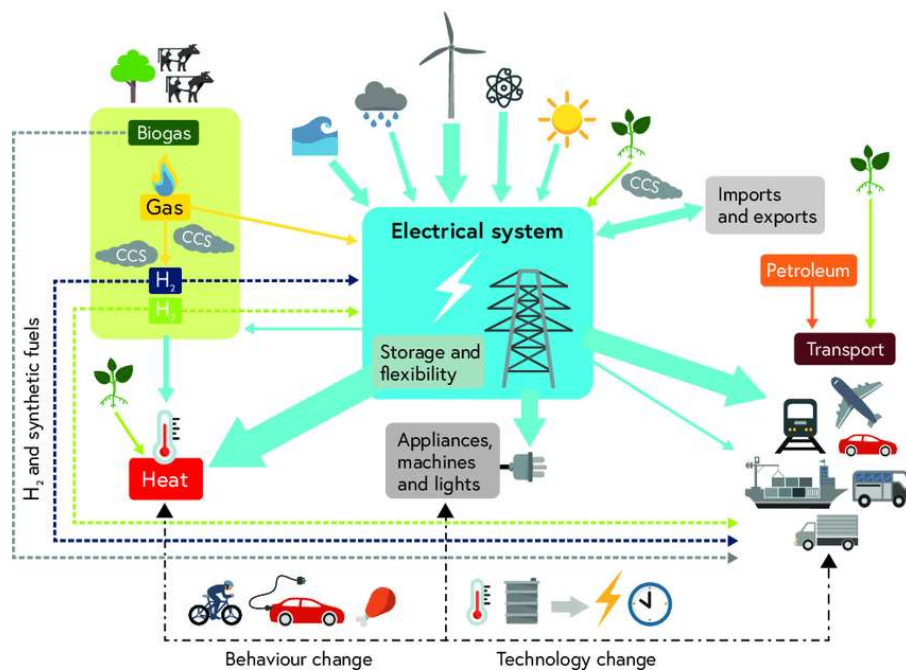 Biogas
Gas
CCS
CCS
H₂
H₂
H₂ and synthetic fuels
Heat
Electrical system
Storage and
flexibility
Appliances,
machines
and lights
CCS
Imports
and exports
Petroleum
Transport
Behaviour change
Technology change